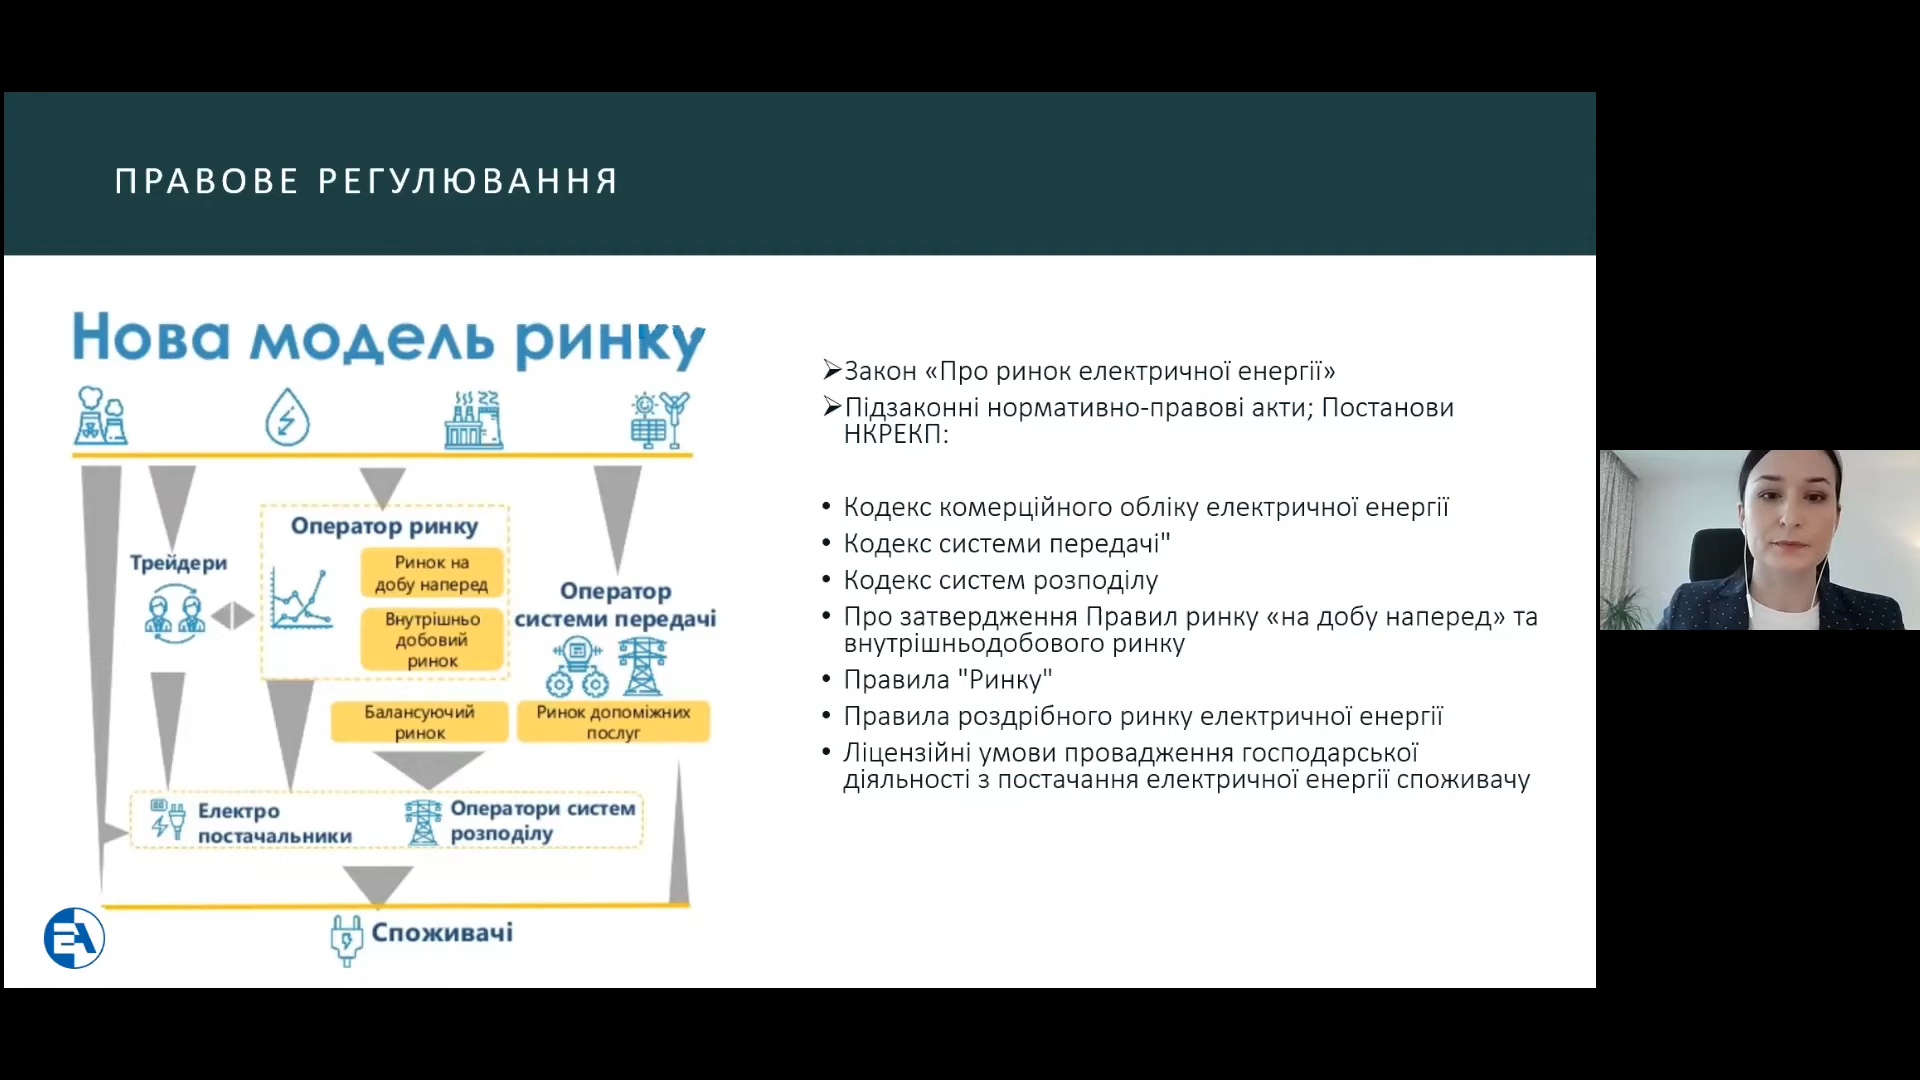 ПРАВОВЕ РЕГУЛЮВАННЯ
Нова модель ринку
Оператор ринку
Трейдери
Ринок на
добу наперед
Внутрішньо
добовий
ринок
Оператор
системи передачі
Балансуючий
ринок
Ринок допоміжних
послуг
Електро
постачальники
Оператори систем
розподілу
Споживачі
EA
➢Закон «Про ринок електричної енергії»
➢Підзаконні нормативно-правові акти; Постанови
НКРЕКП:
• Кодекс комерційного обліку електричної енергії
• Кодекс системи передачі"
• Кодекс систем розподілу
• Про затвердження Правил ринку «на добу наперед» та
внутрішньодобового ринку
• Правила "Ринку"
• Правила роздрібного ринку електричної енергії
• Ліцензійні умови провадження господарської
діяльності з постачання електричної енергії споживачу